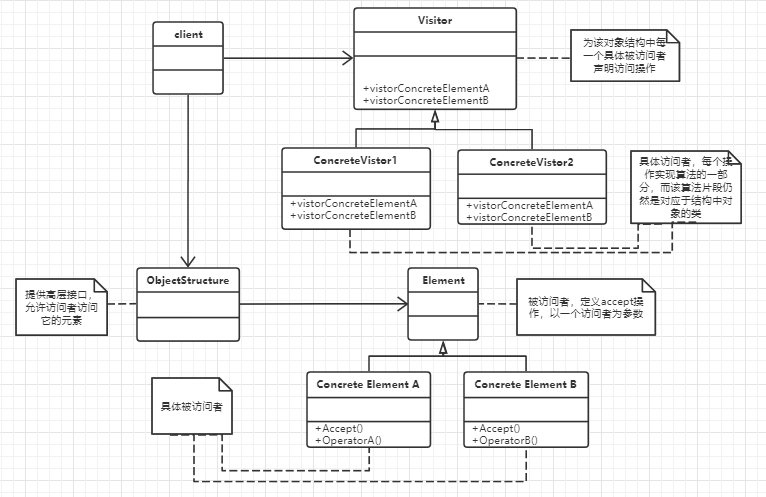 client
Visitor
+vistorConcreteElementA
+vistorConcreteElementB
为该对象结构中每
一个具体被访问者
声明访问操作
ConcreteVistor1
+vistorConcreteElementA
+vistorConcreteElementB
ConcreteVistor2
+vistorConcreteElementA
+vistorConcreteElementB
具体访问者，每个操
作实现算法的一部
分，而该算法片段仍
然是对应于结构中对
象的类
提供高层接口，
允许访问者访问
它的元素
ObjectStructure
Element
被访问者，定义accept操
作，以一个访问者为参数
具体被访问者
Concrete Element A
+Accept()
+OperatorA()
Concrete Element B
+Accept()
+OperatorB()